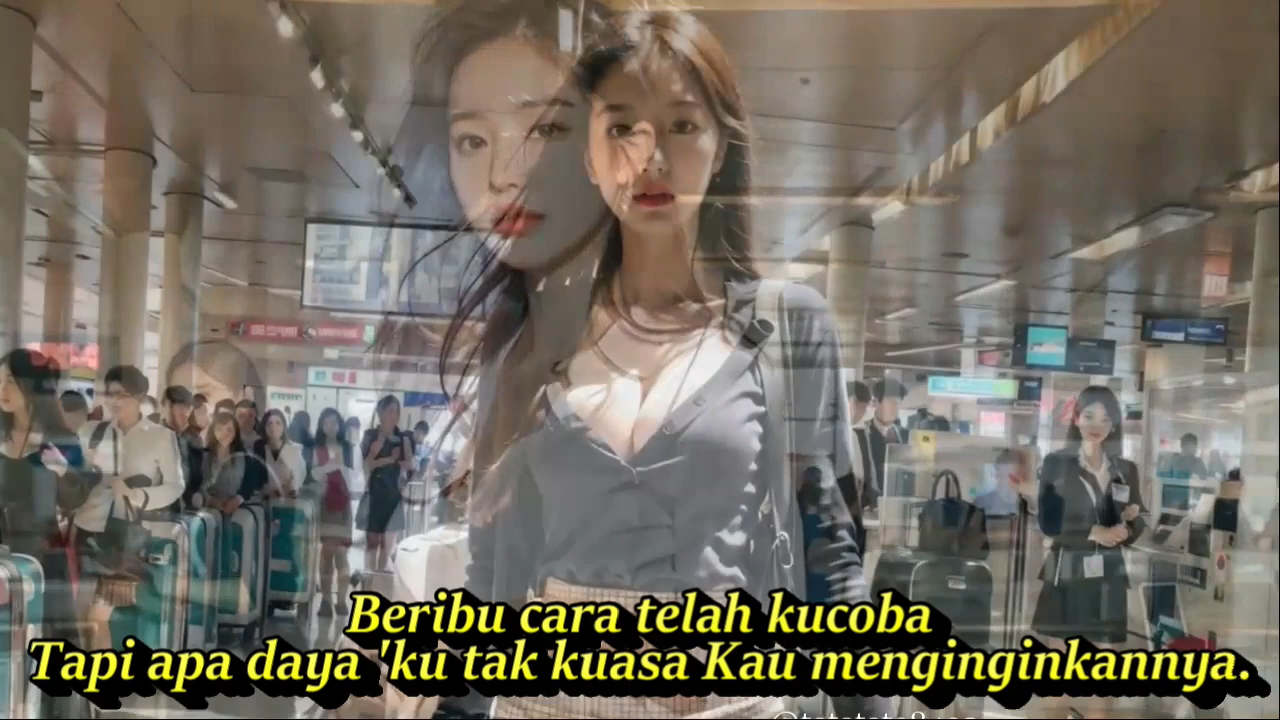 Beribu cara telah kucoba
Tapi apa daya 'ku tak kuasa Kau menginginkannya.